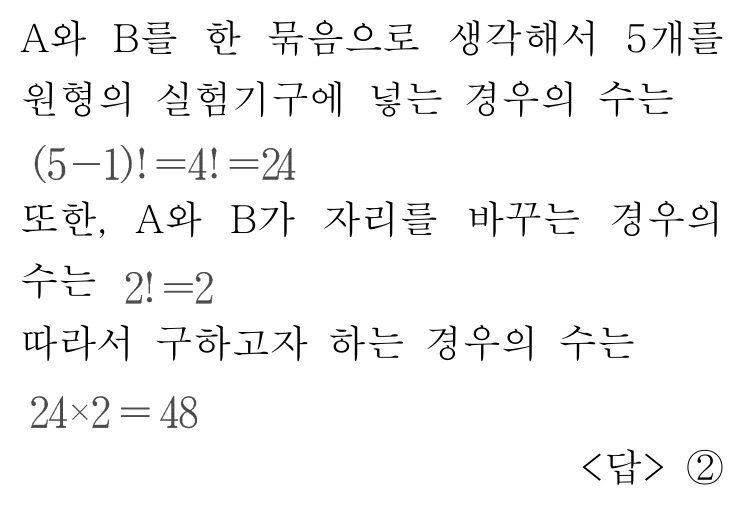 A와 B를 한 묶음으로 생각해서 5개를
원형의 실험기구에 넣는 경우의 수는
(5-1)!=4!=24
또한, A와 B가 자리를 바꾸는 경우의
수는 2!=2
따라서 구하고자 하는 경우의 수는
24×2=48
<답> ②